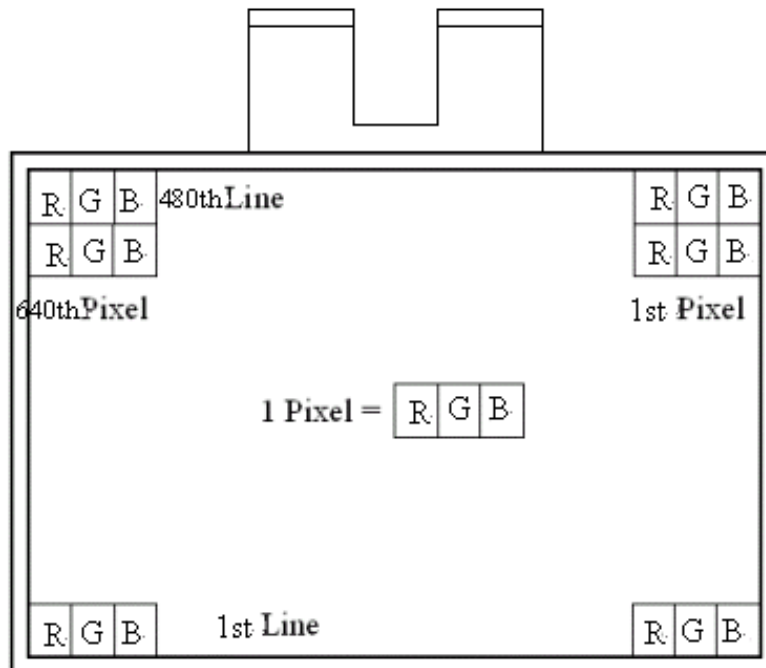 R G B 480th Line R G B
R G B R G B
640th Pixel 1st Pixel
1 Pixel = R G B
R G B 1st Line R G B